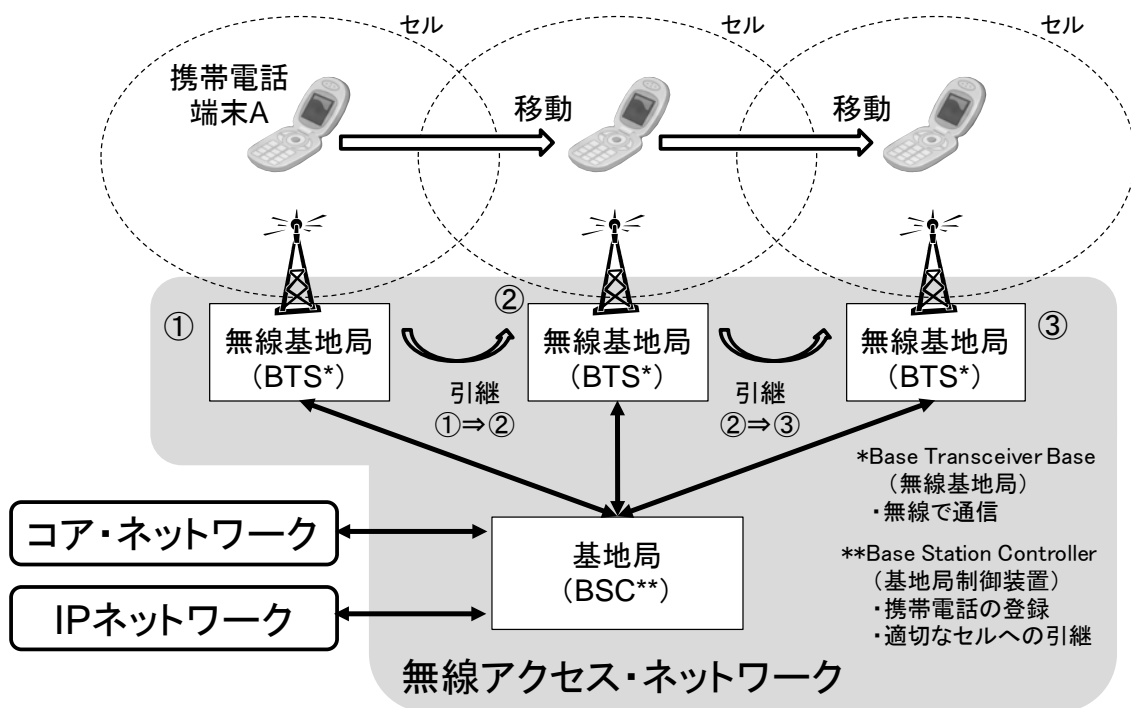 セル
セル
セル
携帯電話
端末A
移動
移動
①
無線基地局
(BTS*)
②
無線基地局
(BTS*)
③
無線基地局
(BTS*)
引継
①⇒②
引継
②⇒③
*Base Transceiver Base
（無線基地局）
・無線で通信
コア・ネットワーク
IPネットワーク
基地局
(BSC**)
**Base Station Controller
（基地局制御装置）
・携帯電話の登録
・適切なセルへの引継
無線アクセス・ネットワーク